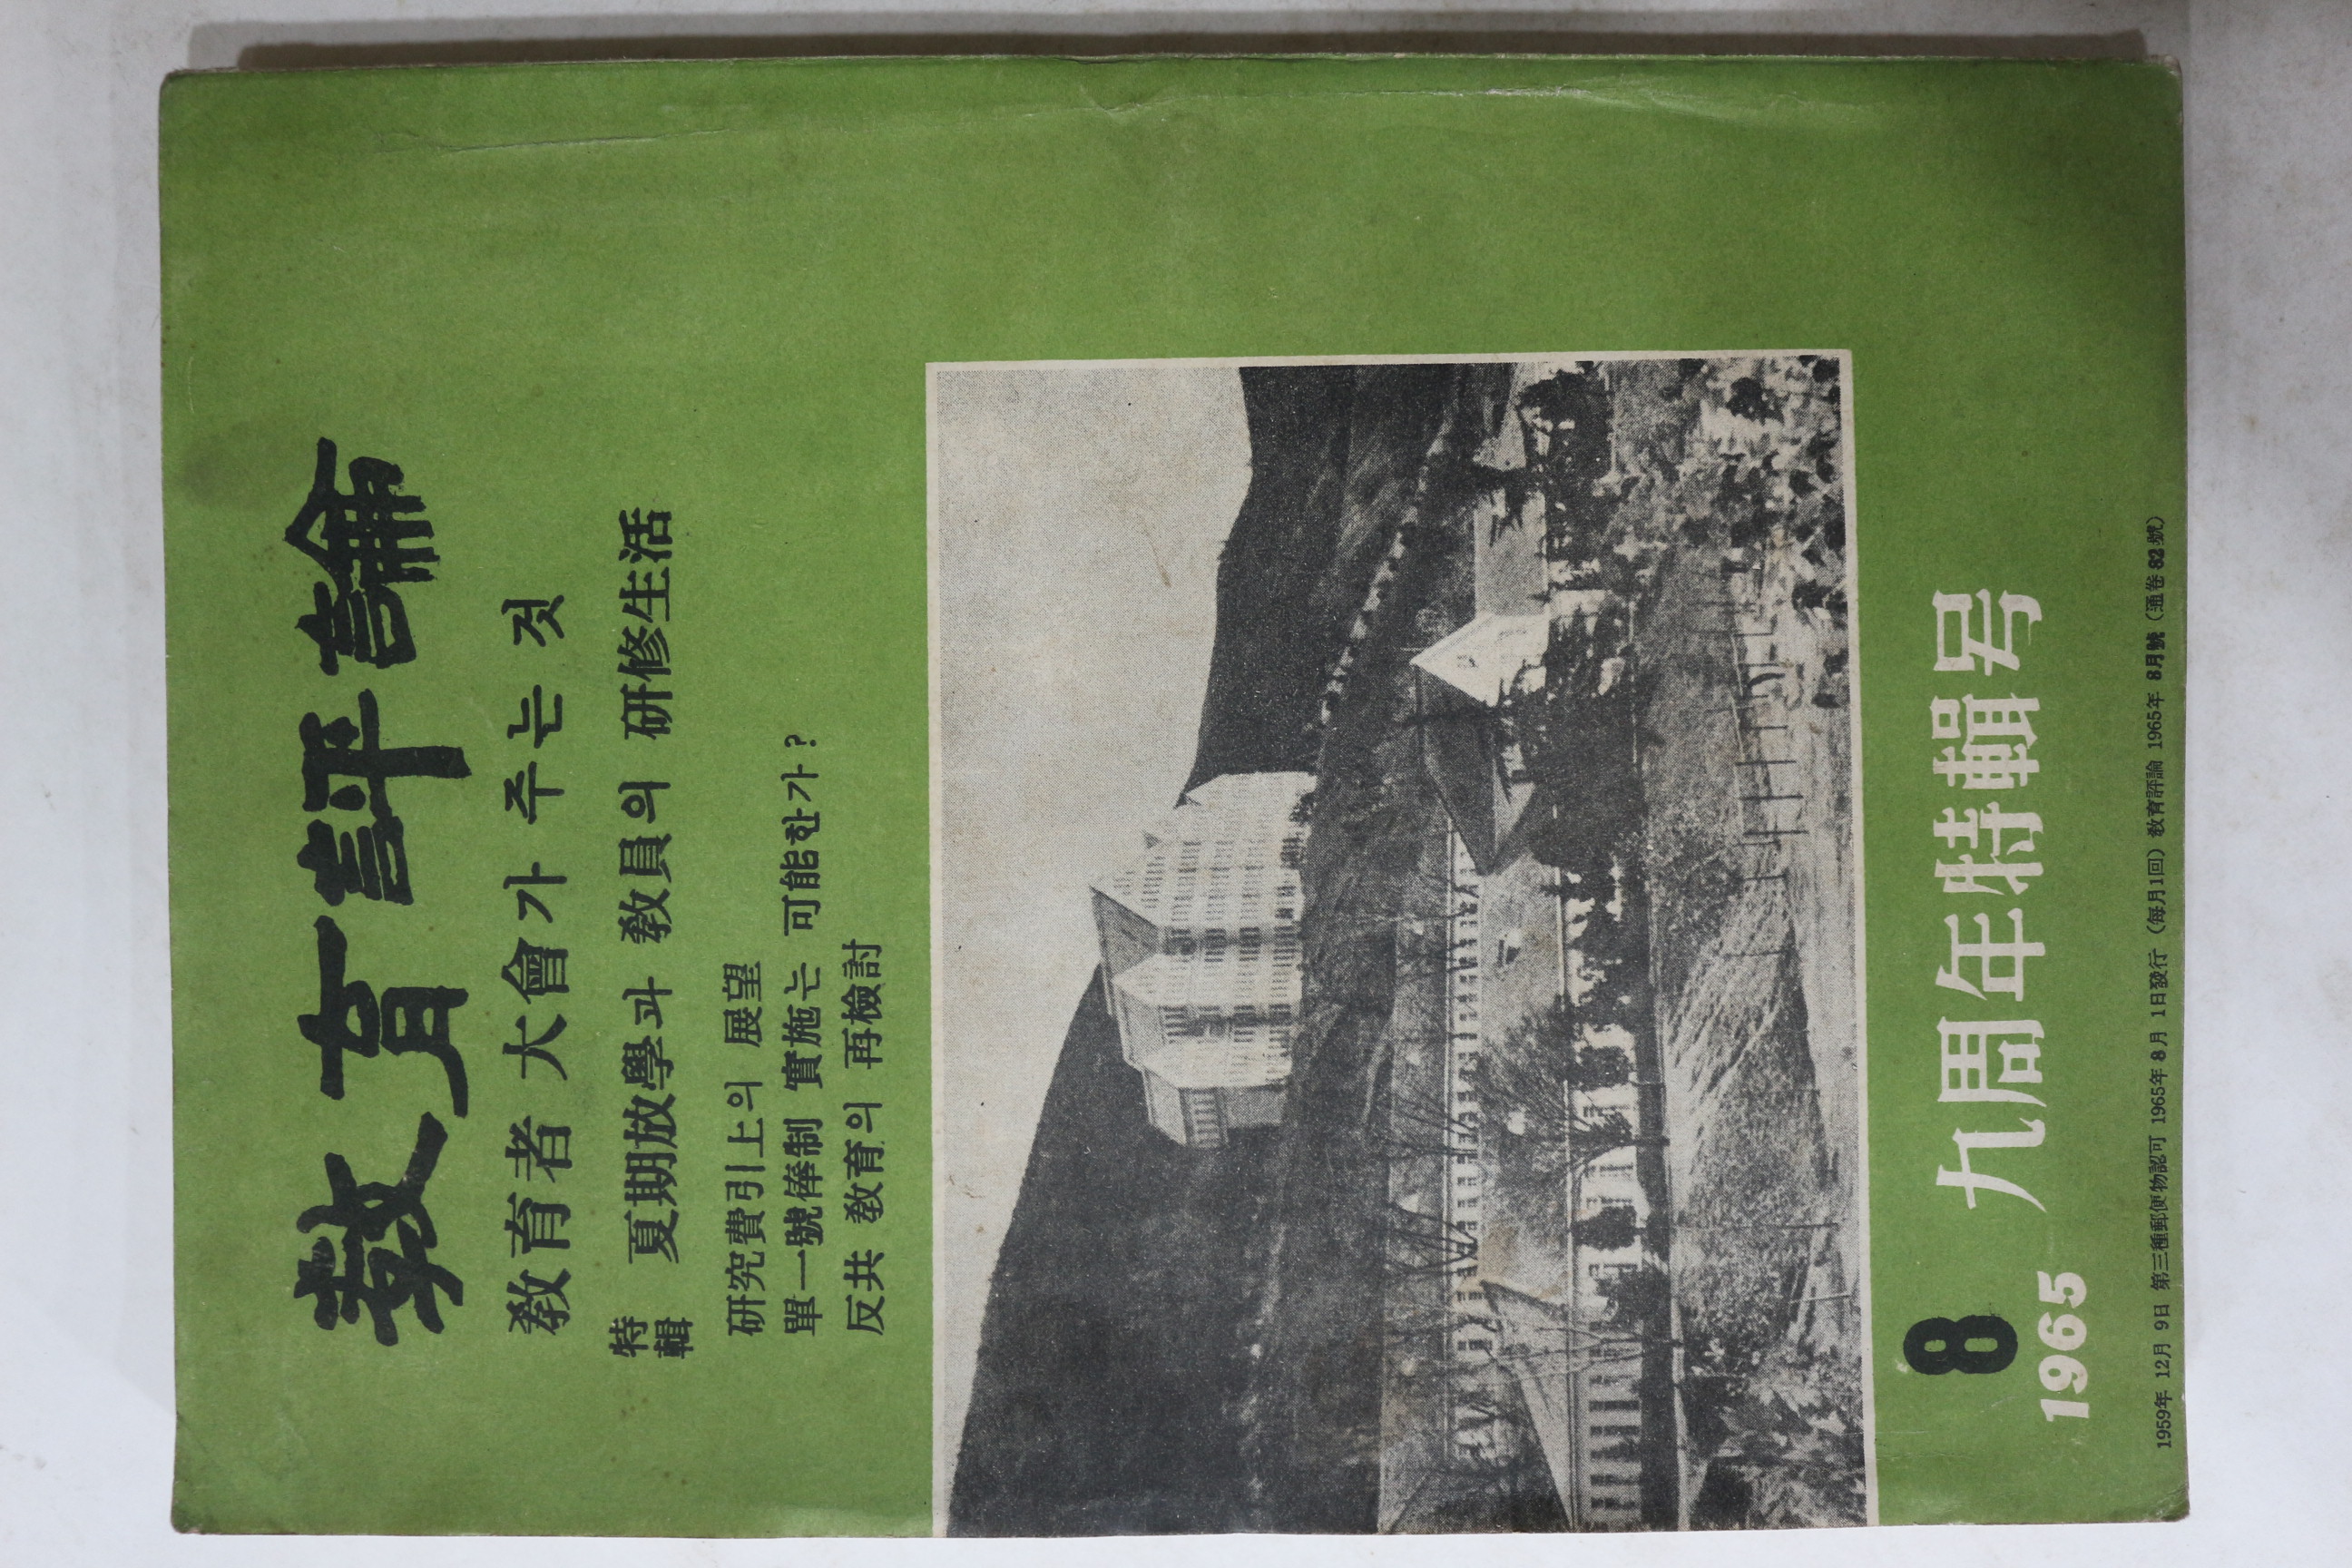 敎育評論
敎育者 大會가 주는 것
特輯 夏期放學과 敎員의 研修生活
研究費引上의 展望
單一號俸制 實施는 可能한가?
反共 敎育의 再檢討
8 九周年特輯号
1965
1959年 12月 9日 第三種郵便物認可 1965年 8月 1日發行 (每月1回) 敎育評論 1965年 8月號 (通卷 82號)